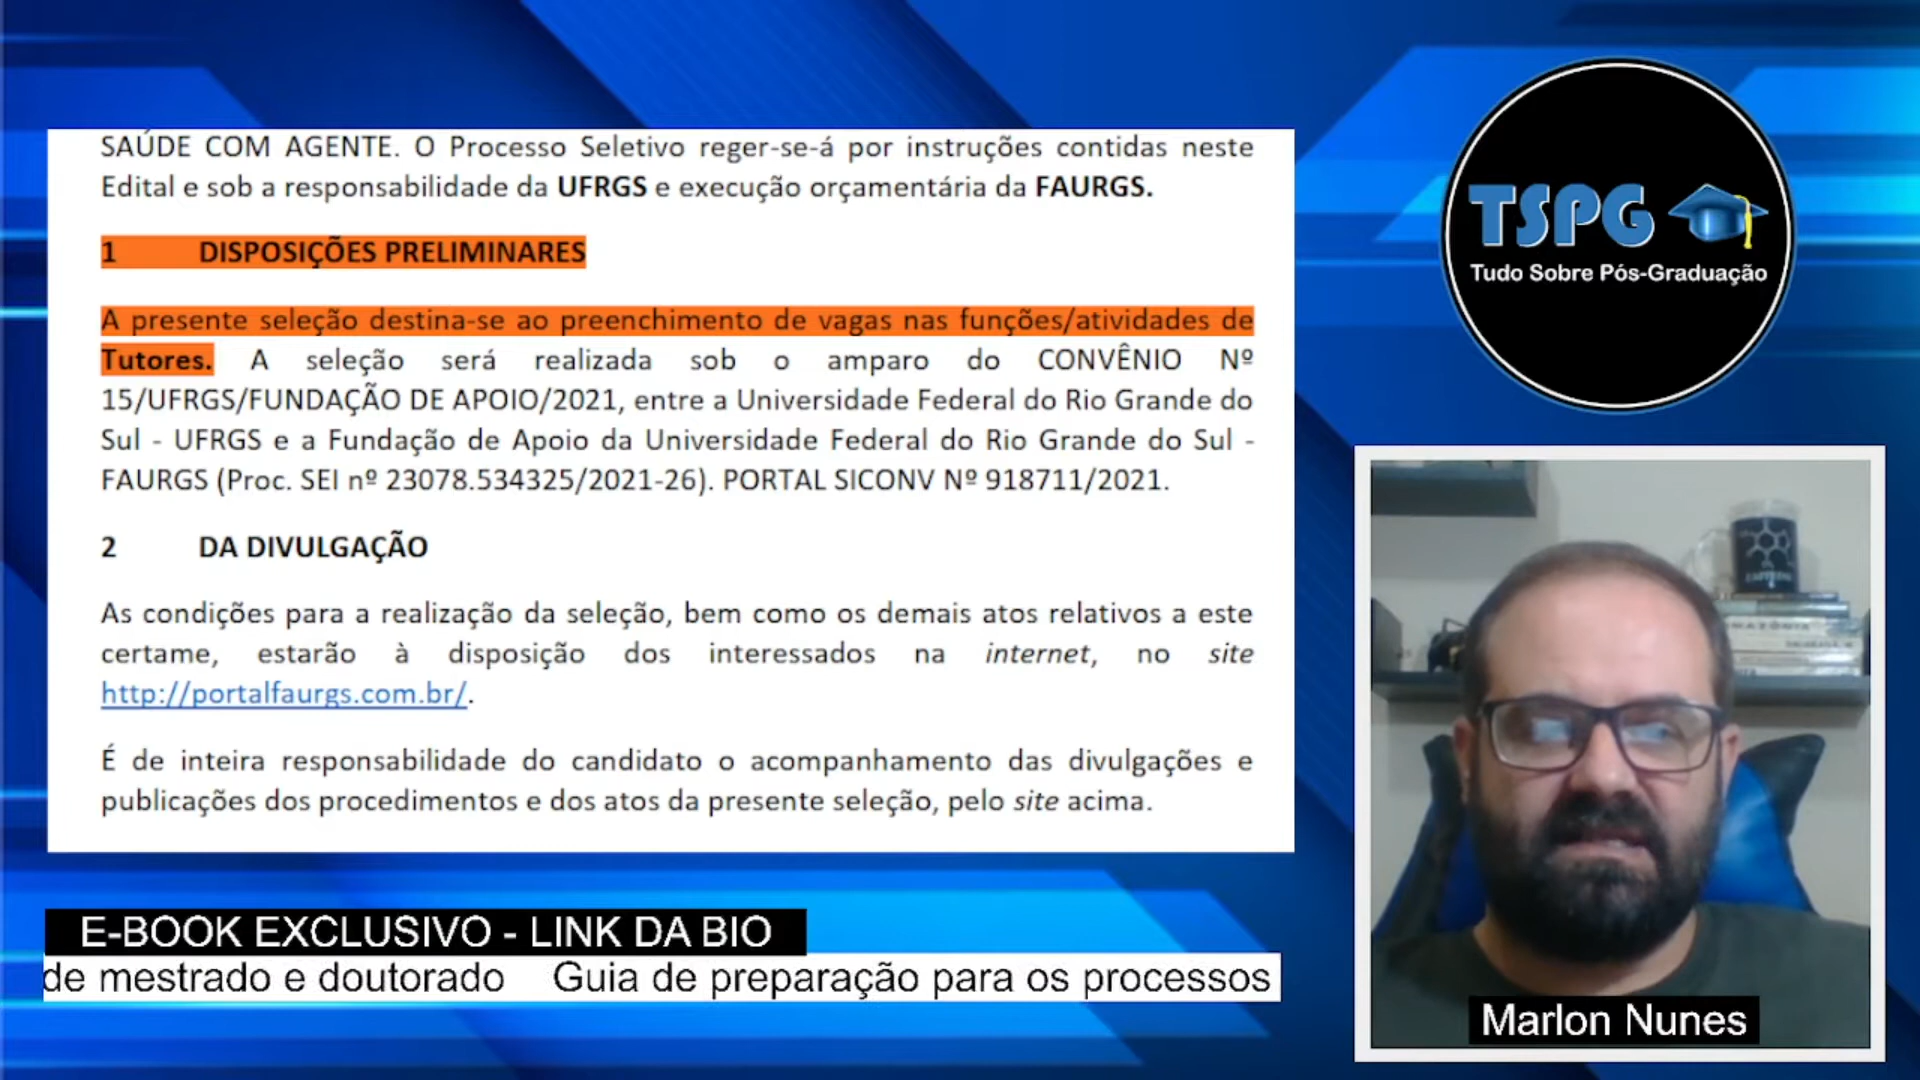 SAÚDE COM AGENTE. O Processo Seletivo reger-se-á por instruções contidas neste
Edital e sob a responsabilidade da UFRGS e execução orçamentária da FAURGS.
1 DISPOSIÇÕES PRELIMINARES
A presente seleção destina-se ao preenchimento de vagas nas funções/atividades de
Tutores. A seleção será realizada sob o amparo do CONVÊNIO Nº
15/UFRGS/FUNDAÇÃO DE APOIO/2021, entre a Universidade Federal do Rio Grande do
Sul - UFRGS e a Fundação de Apoio da Universidade Federal do Rio Grande do Sul -
FAURGS (Proc. SEI nº 23078.534325/2021-26). PORTAL SICONV Nº 918711/2021.
2 DA DIVULGAÇÃO
As condições para a realização da seleção, bem como os demais atos relativos a este
certame, estarão à disposição dos interessados na internet, no site
http://portalfaurgs.com.br/.
É de inteira responsabilidade do candidato o acompanhamento das divulgações e
publicações dos procedimentos e dos atos da presente seleção, pelo site acima.
TSPG
Tudo Sobre Pós-Graduação
E-BOOK EXCLUSIVO - LINK DA BIO
de mestrado e doutorado Guia de preparação para os processos
Marlon Nunes